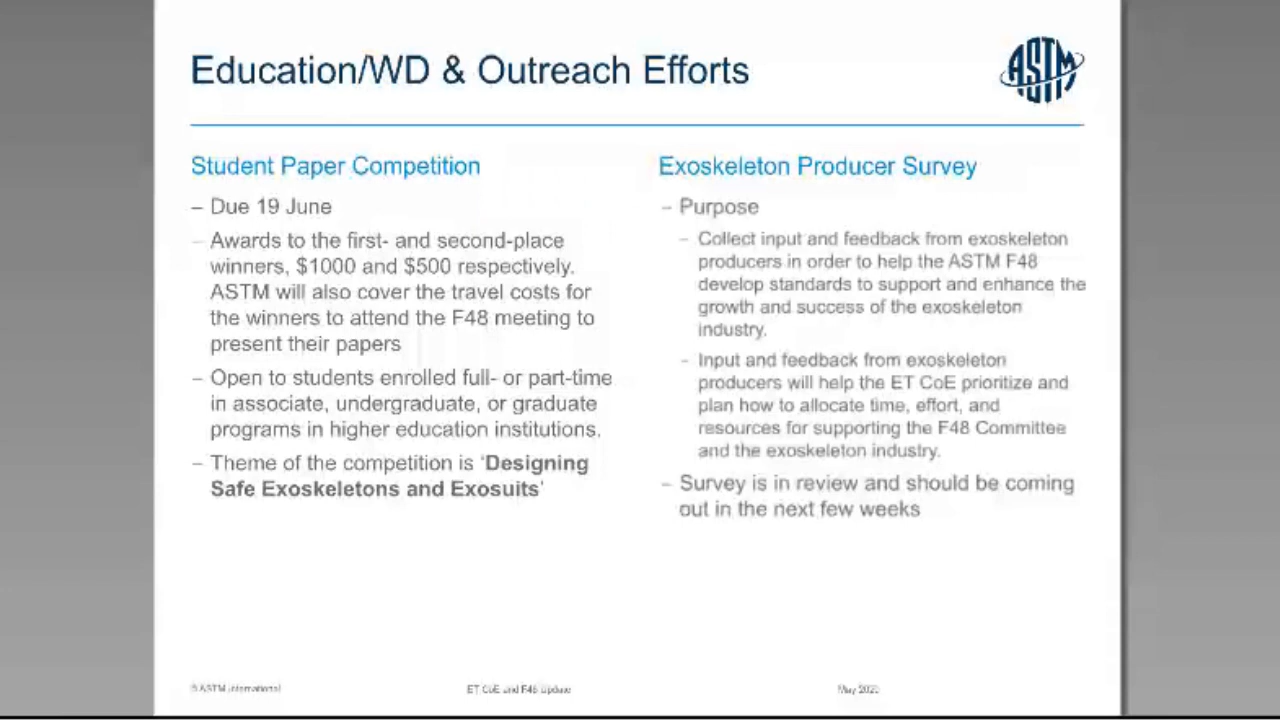 Education/WD & Outreach Efforts
ASTM
Student Paper Competition
– Due 19 June
– Awards to the first- and second-place
winners, $1000 and $500 respectively.
ASTM will also cover the travel costs for
the winners to attend the F48 meeting to
present their papers
– Open to students enrolled full- or part-time
in associate, undergraduate, or graduate
programs in higher education institutions.
– Theme of the competition is ‘Designing
Safe Exoskeletons and Exosuits’
Exoskeleton Producer Survey
– Purpose
– Collect input and feedback from exoskeleton
producers in order to help the ASTM F48
develop standards to support and enhance the
growth and success of the exoskeleton
industry.
– Input and feedback from exoskeleton
producers will help the ET CoE prioritize and
plan how to allocate time, effort, and
resources for supporting the F48 Committee
and the exoskeleton industry.
– Survey is in review and should be coming
out in the next few weeks
© ASTM International
ET CoE and F48 Update
May